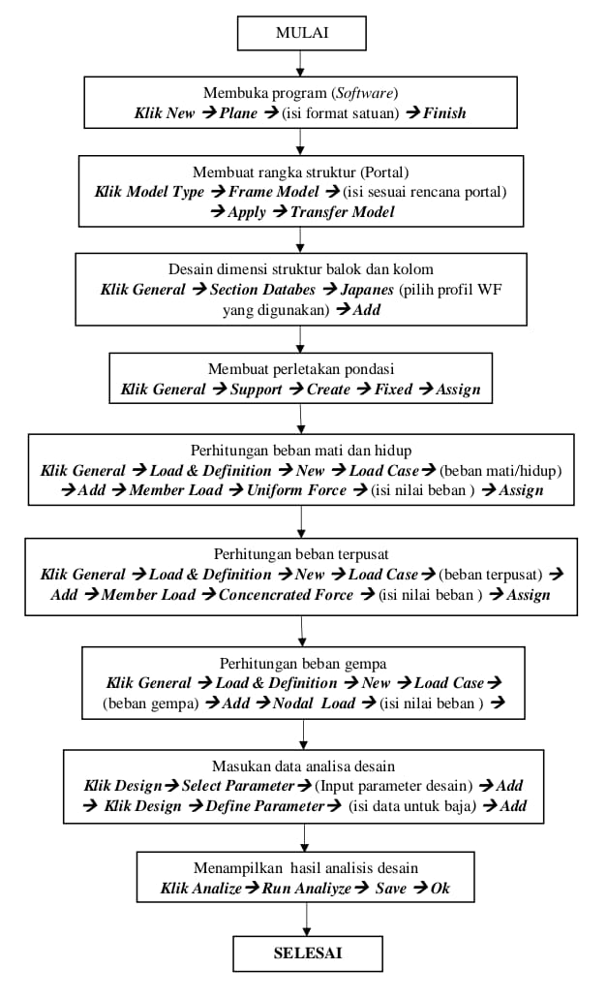 MULAI
Membuka program (Software)
Klik New → Plane → (isi format satuan) → Finish
Membuat rangka struktur (Portal)
Klik Model Type → Frame Model → (isi sesuai rencana portal)
→ Apply → Transfer Model
Desain dimensi struktur balok dan kolom
Klik General → Section Databes → Japanes (pilih profil WF
yang digunakan) → Add
Membuat perletakan pondasi
Klik General → Support → Create → Fixed → Assign
Perhitungan beban mati dan hidup
Klik General → Load & Definition → New → Load Case → (beban mati/hidup)
→ Add → Member Load → Uniform Force → (isi nilai beban ) → Assign
Perhitungan beban terpusat
Klik General → Load & Definition → New → Load Case → (beban terpusat) →
Add → Member Load → Concencrated Force → (isi nilai beban ) → Assign
Perhitungan beban gempa
Klik General → Load & Definition → New → Load Case →
(beban gempa) → Add → Nodal Load → (isi nilai beban ) →
Masukan data analisa desain
Klik Design → Select Parameter → (Input parameter desain) → Add
→ Klik Design → Define Parameter → (isi data untuk baja) → Add
Menampilkan hasil analisis desain
Klik Analize → Run Analiyze → Save → Ok
SELESAI